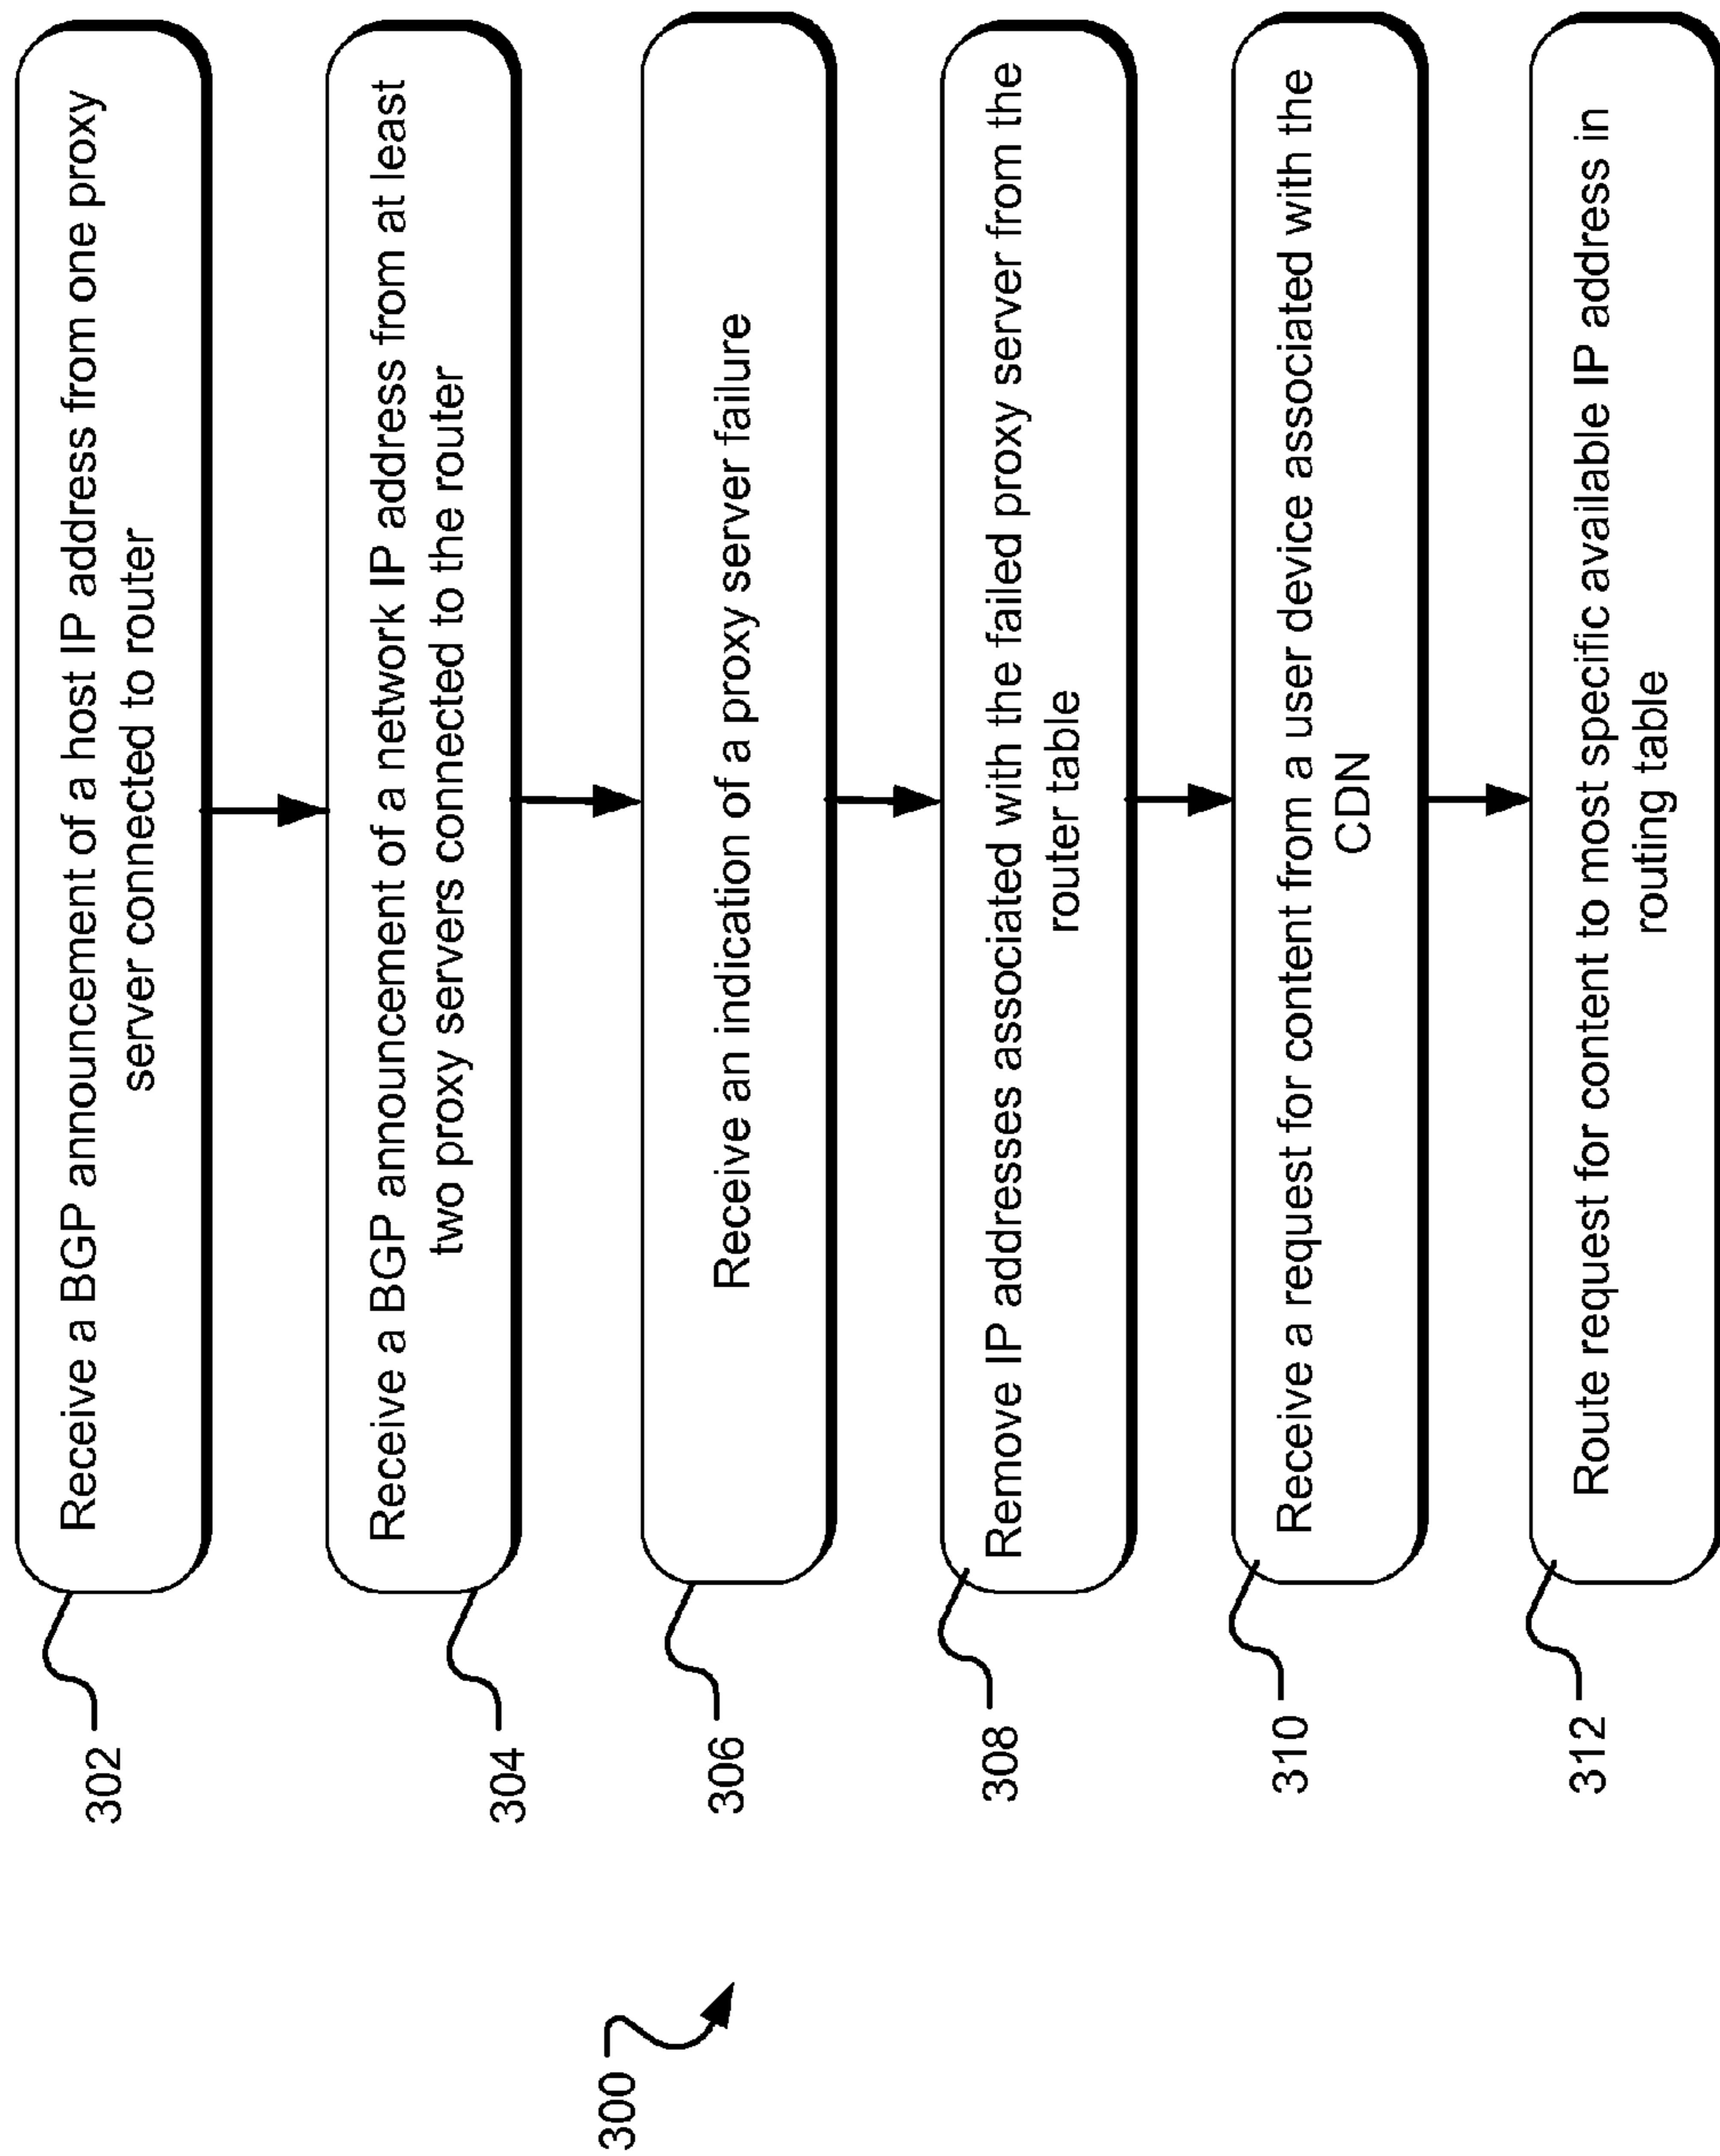 300
302
Receive a BGP announcement of a host IP address from one proxy
server connected to router
304
Receive a BGP announcement of a network IP address from at least
two proxy servers connected to the router
306
Receive an indication of a proxy server failure
308
Remove IP addresses associated with the failed proxy server from the
router table
310
Receive a request for content from a user device associated with the
CDN
312
Route request for content to most specific available IP address in
routing table